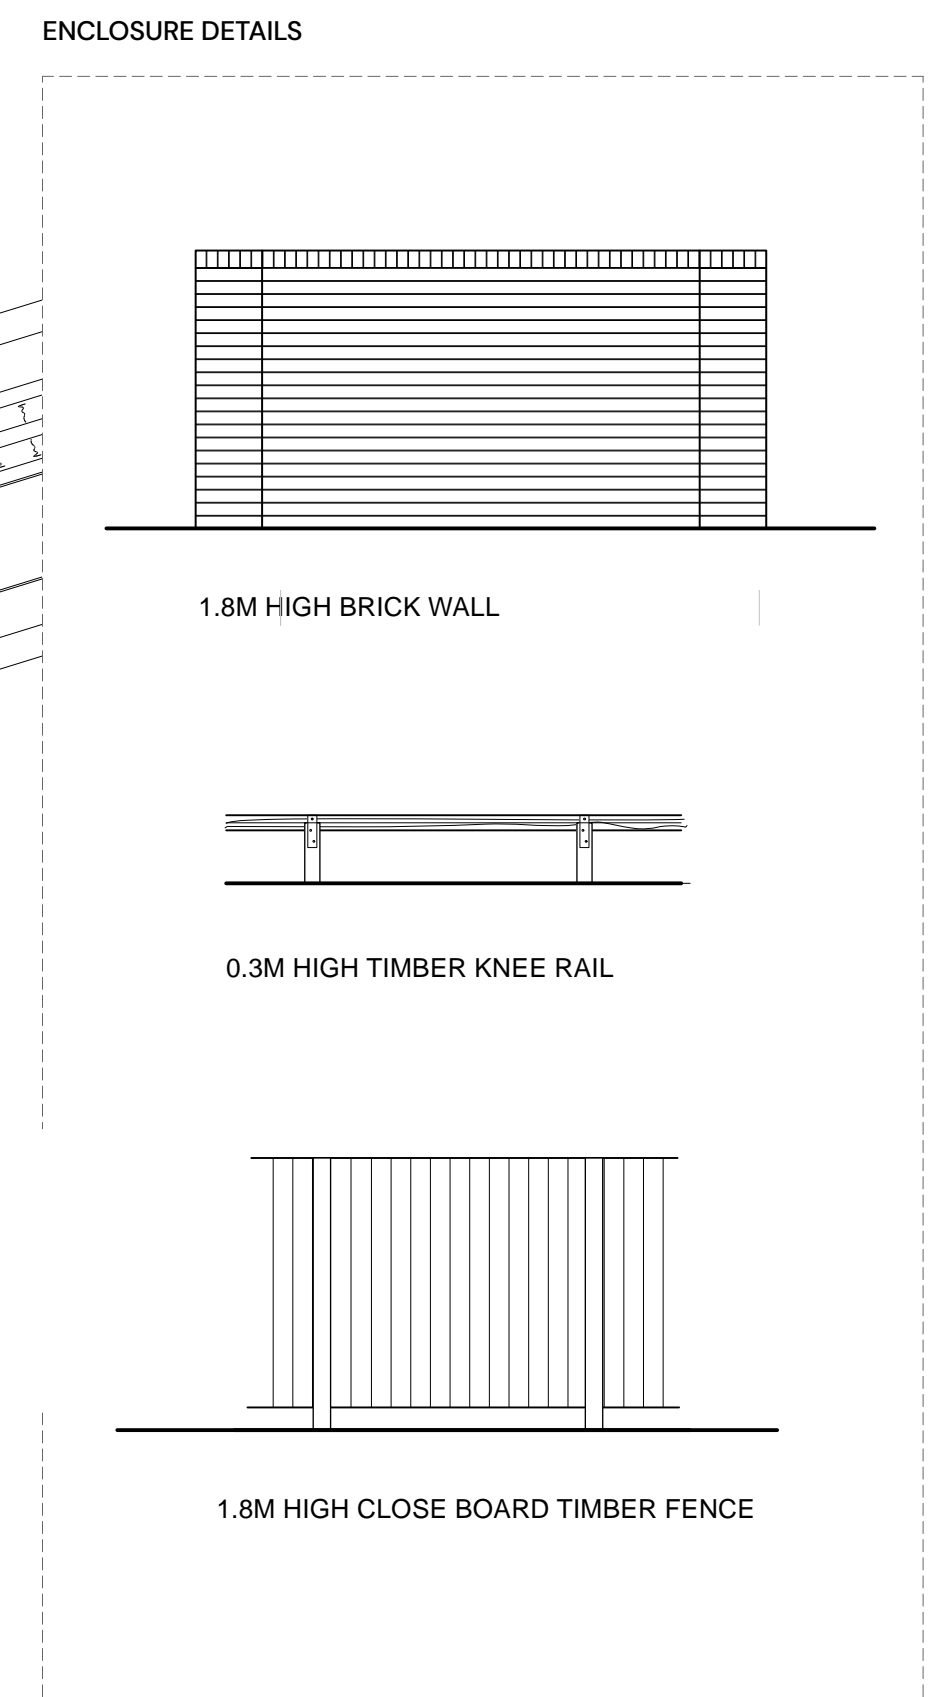 ENCLOSURE DETAILS
1.8M HIGH BRICK WALL
0.3M HIGH TIMBER KNEE RAIL
1.8M HIGH CLOSE BOARD TIMBER FENCE